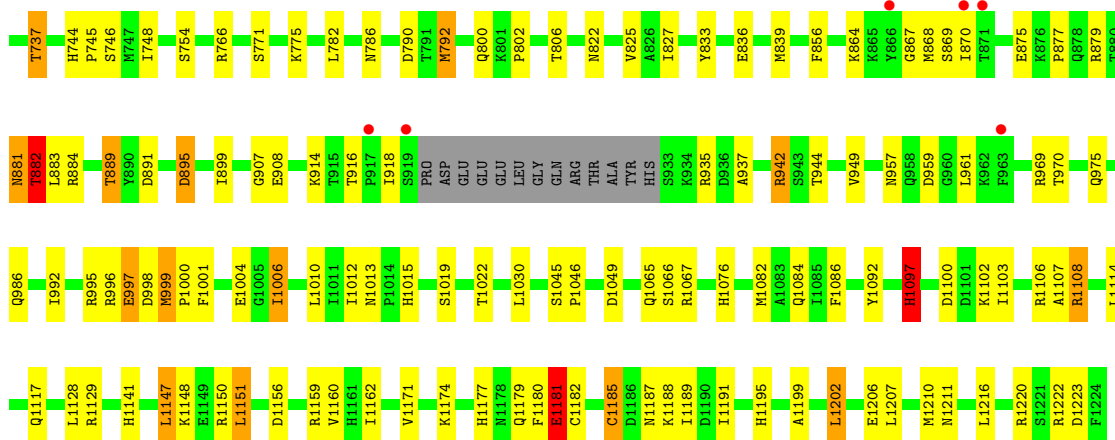 T737 H744 P745 S746 M747 I748 S754 R766 S771 K775 L782 N786 D790 T791 M792 Q800 K801 P802 T806 N822 V825 A826 I827 Y833 E836 M839 F856 K864 K865 Y866 G867 M868 S869 I870 T871 E875 K876 P877 Q878 R879 T880
N881 T882 L883 R884 T889 Y890 D891 D895 I899 G907 E908 K914 T915 T916 P917 I918 S919 PRO ASP GLU GLU GLU LEU GLY GLN ARG THR ALA TYR HIS S933 K934 R935 D936 A937 R942 S943 T944 V949 N957 Q958 D959 G960 L961 K962 F963 R969 T970 Q975
Q986 I992 R995 R996 E997 D998 M999 P1000 F1001 E1004 G1005 I1006 L1010 I1011 I1012 N1013 P1014 H1015 S1019 T1022 L1030 S1045 P1046 D1049 Q1065 S1066 R1067 H1076 M1082 A1083 Q1084 I1085 F1086 Y1092 H1097 D1100 D1101 K1102 I1103 R1106 A1107 R1108 L1114
Q1117 L1128 R1129 H1141 L1147 K1148 E1149 R1150 L1151 D1156 R1159 V1160 H1161 I1162 V1171 K1174 H1177 N1178 Q1179 F1180 E1181 C1182 C1185 D1186 N1187 K1188 I1189 D1190 I1191 H1195 A1199 L1202 E1206 L1207 M1210 N1211 L1216 R1220 S1221 R1222 D1223 F1224